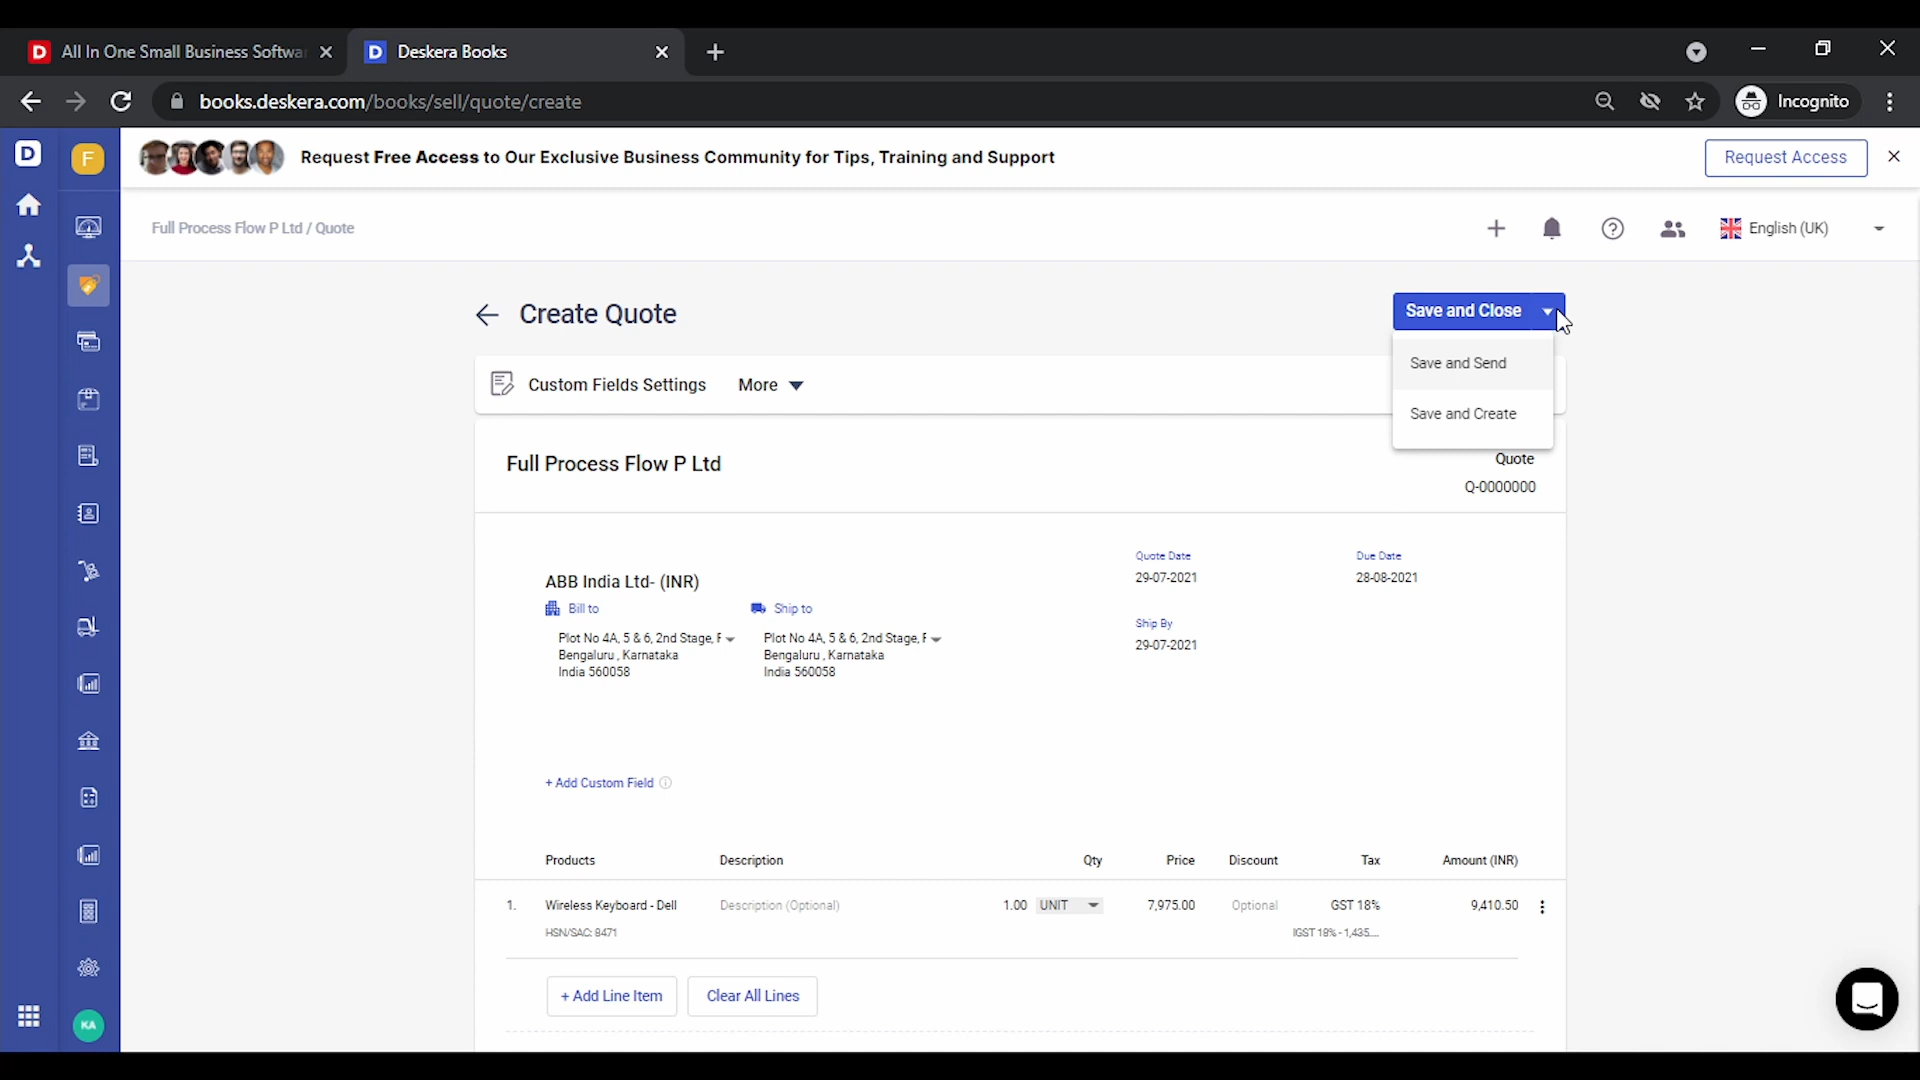 All In One Small Business Softwar
Deskera Books
books.deskera.com/books/sell/quote/create
Incognito
D
F
Request Free Access to Our Exclusive Business Community for Tips, Training and Support
Request Access
Full Process Flow P Ltd / Quote
English (UK)
Create Quote
Save and Close
Save and Send
Save and Create
Custom Fields Settings
More
Full Process Flow P Ltd
Quote
Q-0000000
ABB India Ltd- (INR)
Bill to
Ship to
Plot No 4A, 5 & 6, 2nd Stage, F
Bengaluru , Karnataka
India 560058
Plot No 4A, 5 & 6, 2nd Stage, F
Bengaluru , Karnataka
India 560058
Quote Date
29-07-2021
Due Date
28-08-2021
Ship By
29-07-2021
+ Add Custom Field
Products Description Qty Price Discount Tax Amount (INR)
1. Wireless Keyboard - Dell Description (Optional) 1.00 UNIT 7,975.00 Optional GST 18% 9,410.50
HSN/SAC: 8471 IGST 18% - 1,435....
+ Add Line Item
Clear All Lines
KA